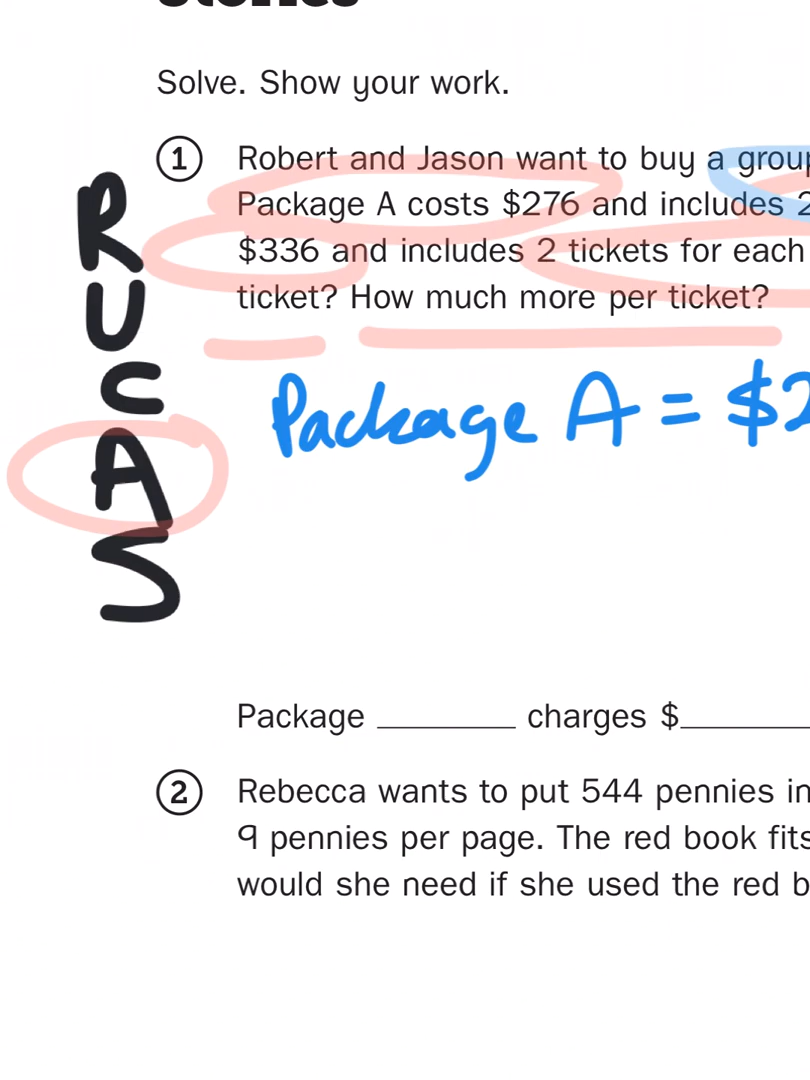 Solve. Show your work.
1 Robert and Jason want to buy a
Package A costs $276 and includes
$336 and includes 2 tickets for each
ticket? How much more per ticket?
Package A = $2
R
U
C
A
S
Package ________ charges $________
2 Rebecca wants to put 544 pennies in
9 pennies per page. The red book fits
would she need if she used the red